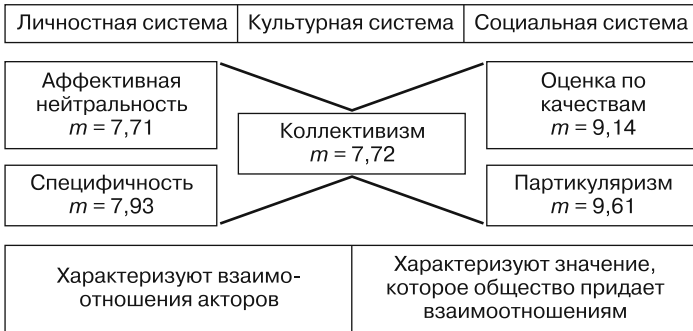 Личностная система Культурная система Социальная система
Аффективная
нейтральность
m = 7,71
Оценка по
качествам
m = 9,14
Коллективизм
m = 7,72
Специфичность
m = 7,93
Партикуляризм
m = 9,61
Характеризуют взаимо-
отношения акторов
Характеризуют значение,
которое общество придает
взаимоотношениям